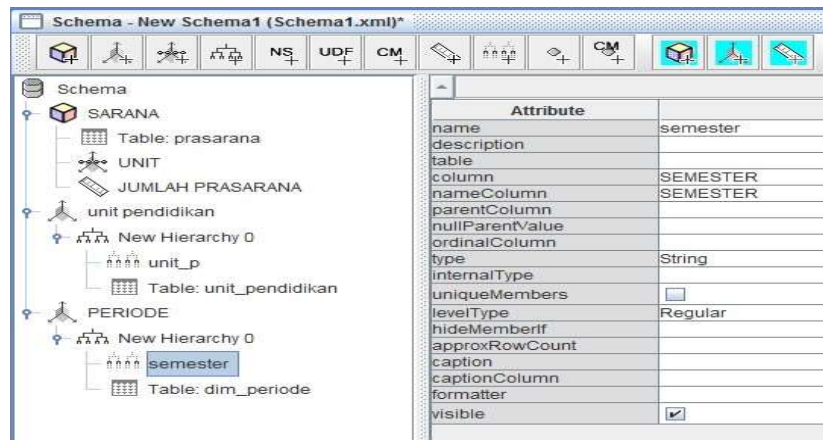 Schema - New Schema1 (Schema1.xml)*
NS UDF CM CM
Schema
SARANA
Table: prasarana
UNIT
JUMLAH PRASARANA
unit pendidikan
New Hierarchy 0
unit_p
Table: unit_pendidikan
PERIODE
New Hierarchy 0
semester
Table: dim_periode
Attribute
name semester
description
table
column SEMESTER
nameColumn SEMESTER
parentColumn
nullParentValue
ordinalColumn
type String
internalType
uniqueMembers
levelType Regular
hideMemberIf
approxRowCount
caption
captionColumn
formatter
visible